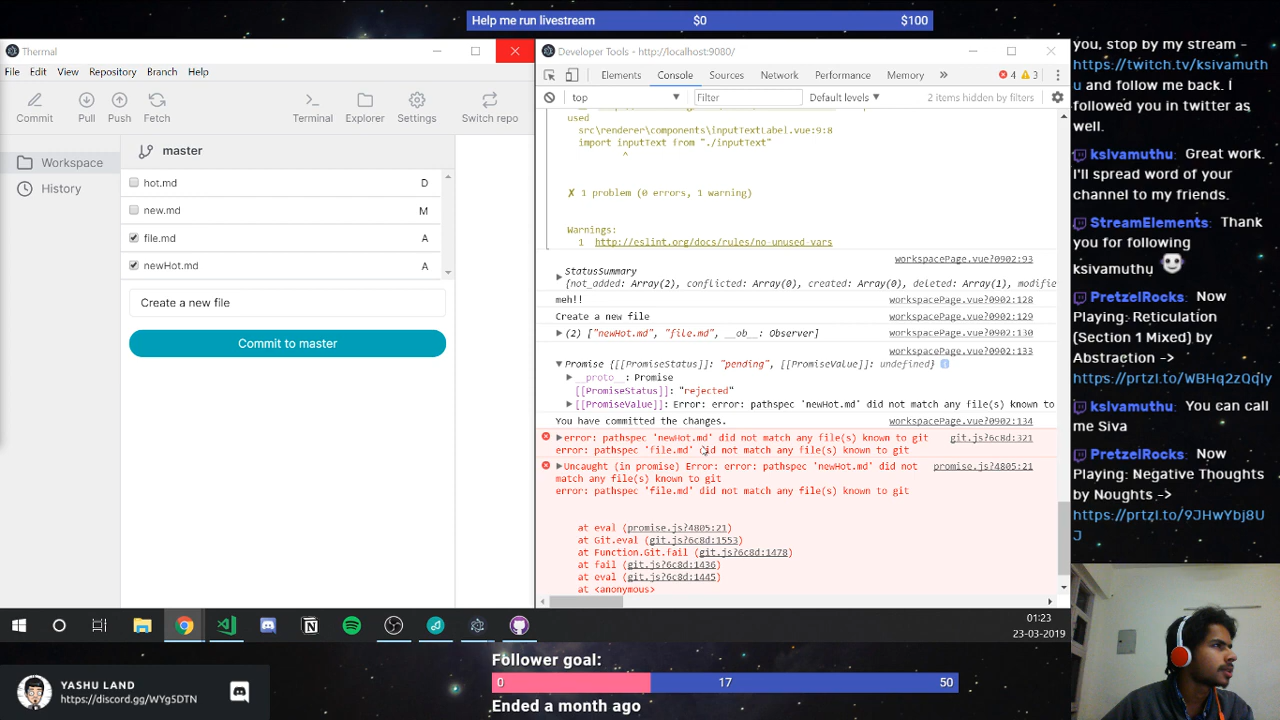 Help me run livestream $0 $100
Thermal
File Edit View Repository Branch Help
Commit Pull Push Fetch Terminal Explorer Settings Switch repo
Workspace
History
master
hot.md D
new.md M
file.md A
newHot.md A
Create a new file
Commit to master
Developer Tools - http://localhost:9080/
Elements Console Sources Network Performance Memory » 4 3
top Filter Default levels 2 items hidden by filters
used
src\renderer\components\inputTextLabel.vue:9:8
import inputText from "./inputText"
^
✘ 1 problem (0 errors, 1 warning)
Warnings:
1 http://eslint.org/docs/rules/no-unused-vars
workspacePage.vue?0902:93
StatusSummary
{not_added: Array(2), conflicted: Array(0), created: Array(0), deleted: Array(1), modifie
meh!! workspacePage.vue?0902:128
Create a new file workspacePage.vue?0902:129
(2) ["newHot.md", "file.md", __ob__: Observer] workspacePage.vue?0902:130
workspacePage.vue?0902:133
Promise {[[PromiseStatus]]: "pending", [[PromiseValue]]: undefined}
__proto__: Promise
[[PromiseStatus]]: "rejected"
[[PromiseValue]]: Error: error: pathspec 'newHot.md' did not match any file(s) known to
You have committed the changes. workspacePage.vue?0902:134
error: pathspec 'newHot.md' did not match any file(s) known to git git.js?6c8d:321
error: pathspec 'file.md' did not match any file(s) known to git
Uncaught (in promise) Error: error: pathspec 'newHot.md' did not promise.js?4805:21
match any file(s) known to git
error: pathspec 'file.md' did not match any file(s) known to git
at eval (promise.js?4805:21)
at Git.eval (git.js?6c8d:1553)
at Function.Git.fail (git.js?6c8d:1478)
at fail (git.js?6c8d:1436)
at eval (git.js?6c8d:1445)
at <anonymous>
01:23
23-03-2019
you, stop by my stream -
https://twitch.tv/ksivamuth
u and follow me back. I
followed you in twitter as
well.
ksivamuthu: Great work.
I'll spread word of your
channel to my friends.
StreamElements: Thank
you for following
ksivamuthu
PretzelRocks: Now
Playing: Reticulation
(Section 1 Mixed) by
Abstraction ->
https://prtzl.to/WBHq2zQqly
ksivamuthu: You can call
me Siva
PretzelRocks: Now
Playing: Negative Thoughts
by Noughts ->
https://prtzl.to/9JHwYbj8U
J
YASHU LAND
https://discord.gg/WYg5DTN
Follower goal:
0 17 50
Ended a month ago